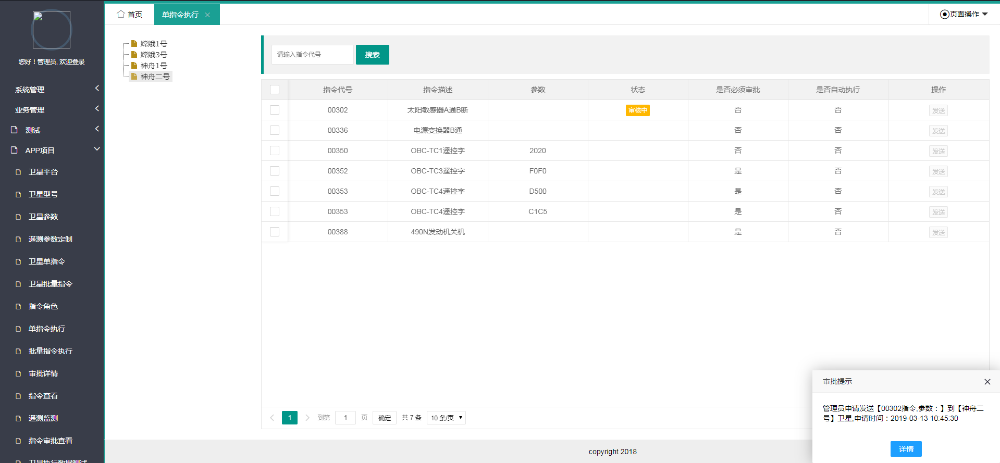 您好！管理员, 欢迎登录
系统管理
业务管理
测试
APP项目
卫星平台
卫星型号
卫星参数
遥测参数定制
卫星单指令
卫星批量指令
指令角色
单指令执行
批量指令执行
审批详情
指令查看
遥测监测
指令审批查看
卫星执行数据测试
首页
单指令执行
页面操作
嫦娥1号
嫦娥3号
神舟1号
神舟二号
请输入指令代号 搜索
指令代号 指令描述 参数 状态 是否必须审批 是否自动执行 操作
00302 太阳敏感器A通B断 审核中 否 否 发送
00336 电源变换器B通 否 否 发送
00350 OBC-TC1遥控字 2020 否 否 发送
00352 OBC-TC3遥控字 F0F0 是 否 发送
00353 OBC-TC4遥控字 D500 是 否 发送
00353 OBC-TC4遥控字 C1C5 是 否 发送
00388 490N发动机关机 是 否 发送
1 到第 1 页 确定 共 7 条 10 条/页
copyright 2018
审批提示
管理员申请发送【00302指令,参数：】到【神舟二
号】卫星,申请时间：2019-03-13 10:45:30
详情